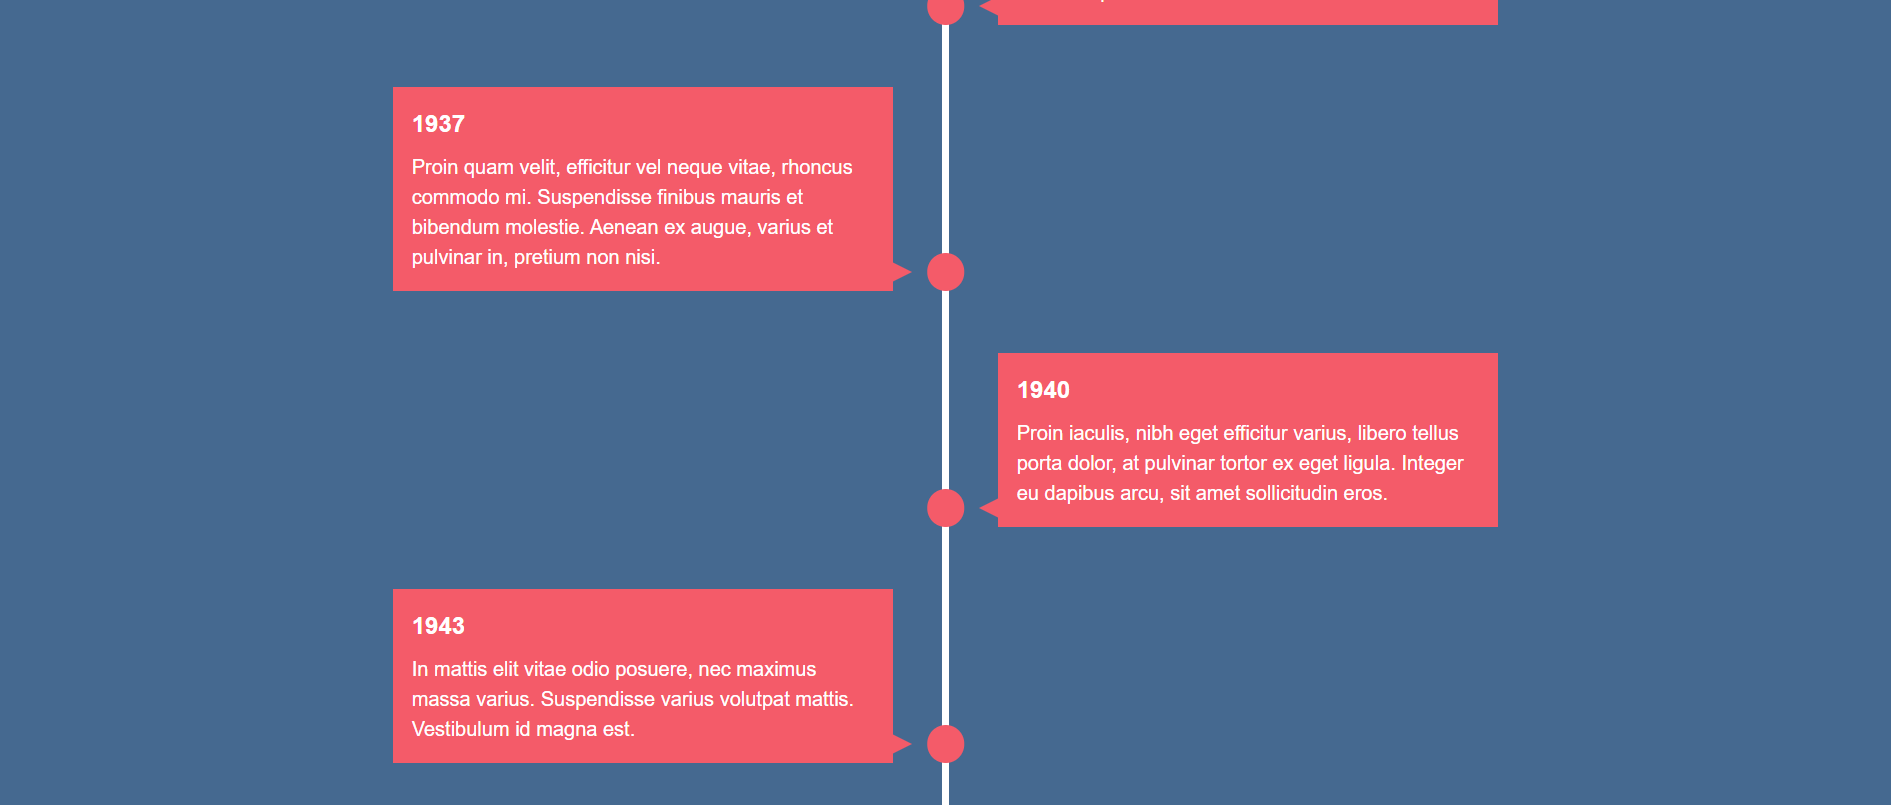 1937
Proin quam velit, efficitur vel neque vitae, rhoncus
commodo mi. Suspendisse finibus mauris et
bibendum molestie. Aenean ex augue, varius et
pulvinar in, pretium non nisi.
1940
Proin iaculis, nibh eget efficitur varius, libero tellus
porta dolor, at pulvinar tortor ex eget ligula. Integer
eu dapibus arcu, sit amet sollicitudin eros.
1943
In mattis elit vitae odio posuere, nec maximus
massa varius. Suspendisse varius volutpat mattis.
Vestibulum id magna est.